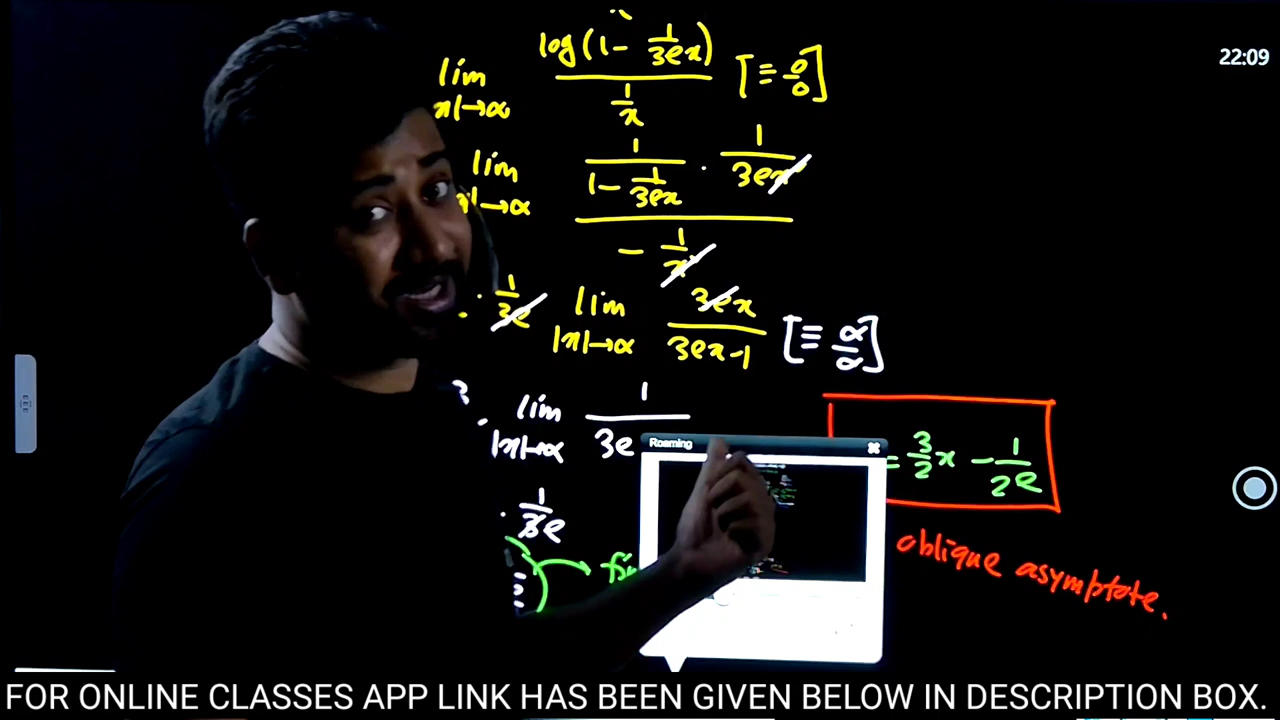 22:09
lim |x|→∝ log(1 - 1/3ex) / 1/x [≡ 0/0]
lim |x|→∝ 1/(1 - 1/3ex) · 1/3ex² / - 1/x²
· 1/3e lim |x|→∝ 3ex / 3ex-1 [≡ ∝/∝]
lim |x|→∝ 1 / 3e
Roaming
= 3/2 x - 1/2e
· 1/3e
oblique asymptote.
FOR ONLINE CLASSES APP LINK HAS BEEN GIVEN BELOW IN DESCRIPTION BOX.